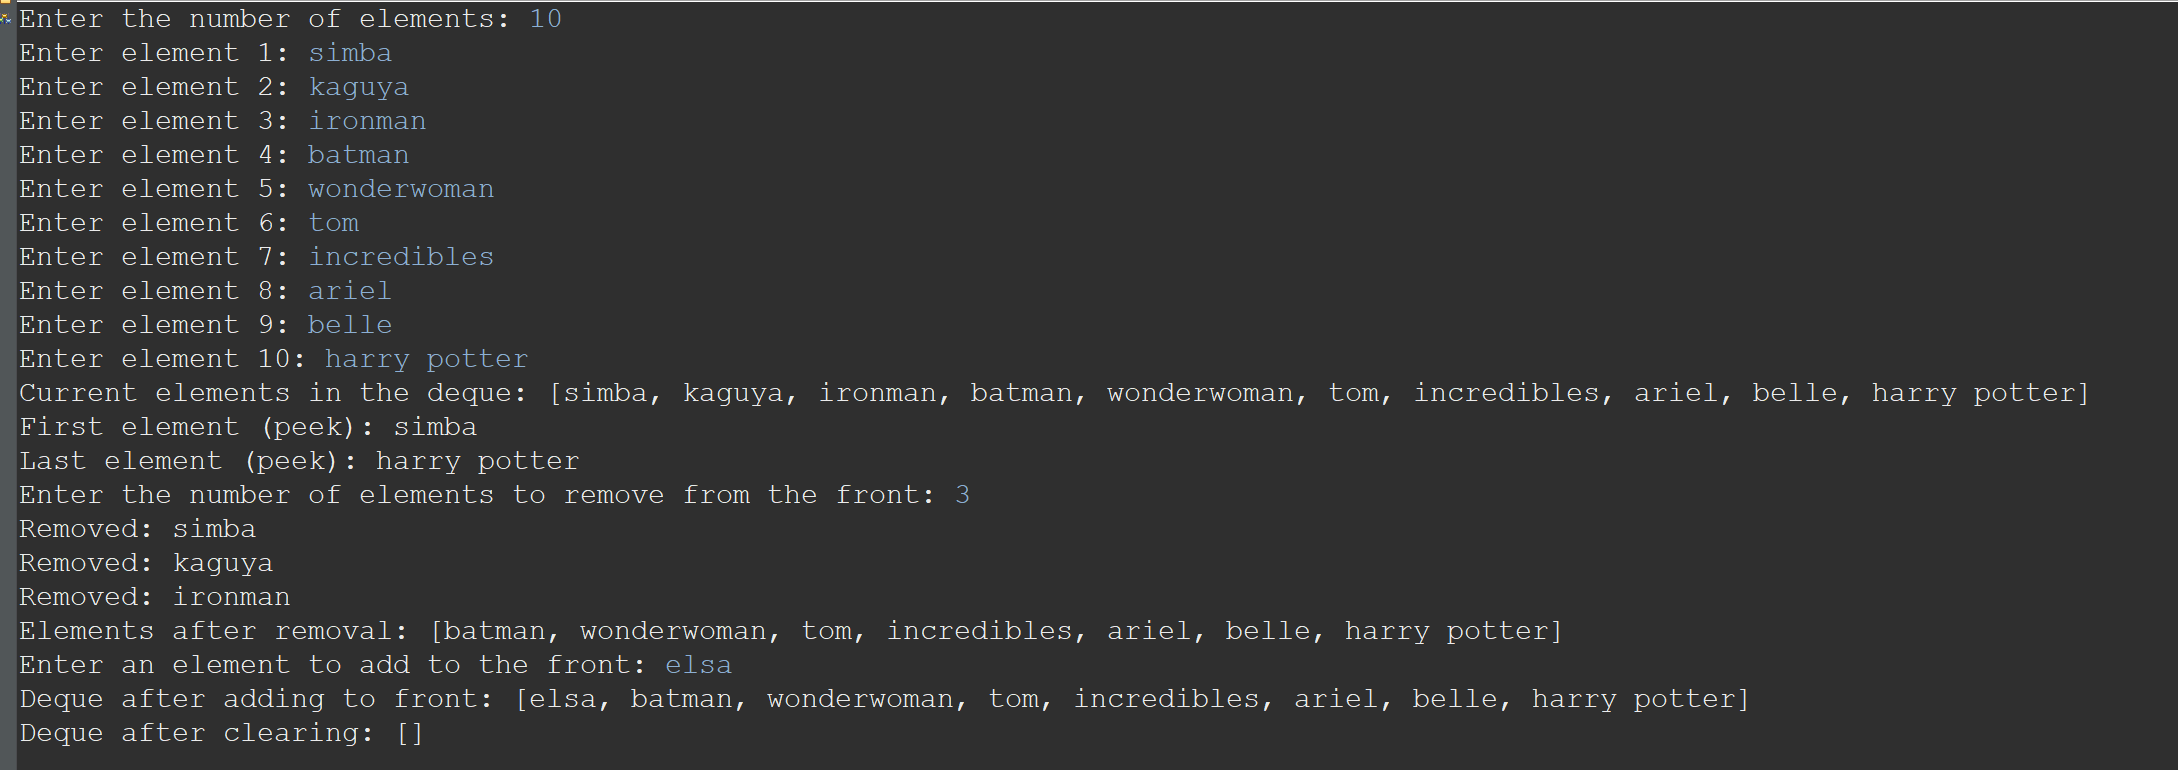 Enter the number of elements: 10
Enter element 1: simba
Enter element 2: kaguya
Enter element 3: ironman
Enter element 4: batman
Enter element 5: wonderwoman
Enter element 6: tom
Enter element 7: incredibles
Enter element 8: ariel
Enter element 9: belle
Enter element 10: harry potter
Current elements in the deque: [simba, kaguya, ironman, batman, wonderwoman, tom, incredibles, ariel, belle, harry potter]
First element (peek): simba
Last element (peek): harry potter
Enter the number of elements to remove from the front: 3
Removed: simba
Removed: kaguya
Removed: ironman
Elements after removal: [batman, wonderwoman, tom, incredibles, ariel, belle, harry potter]
Enter an element to add to the front: elsa
Deque after adding to front: [elsa, batman, wonderwoman, tom, incredibles, ariel, belle, harry potter]
Deque after clearing: []